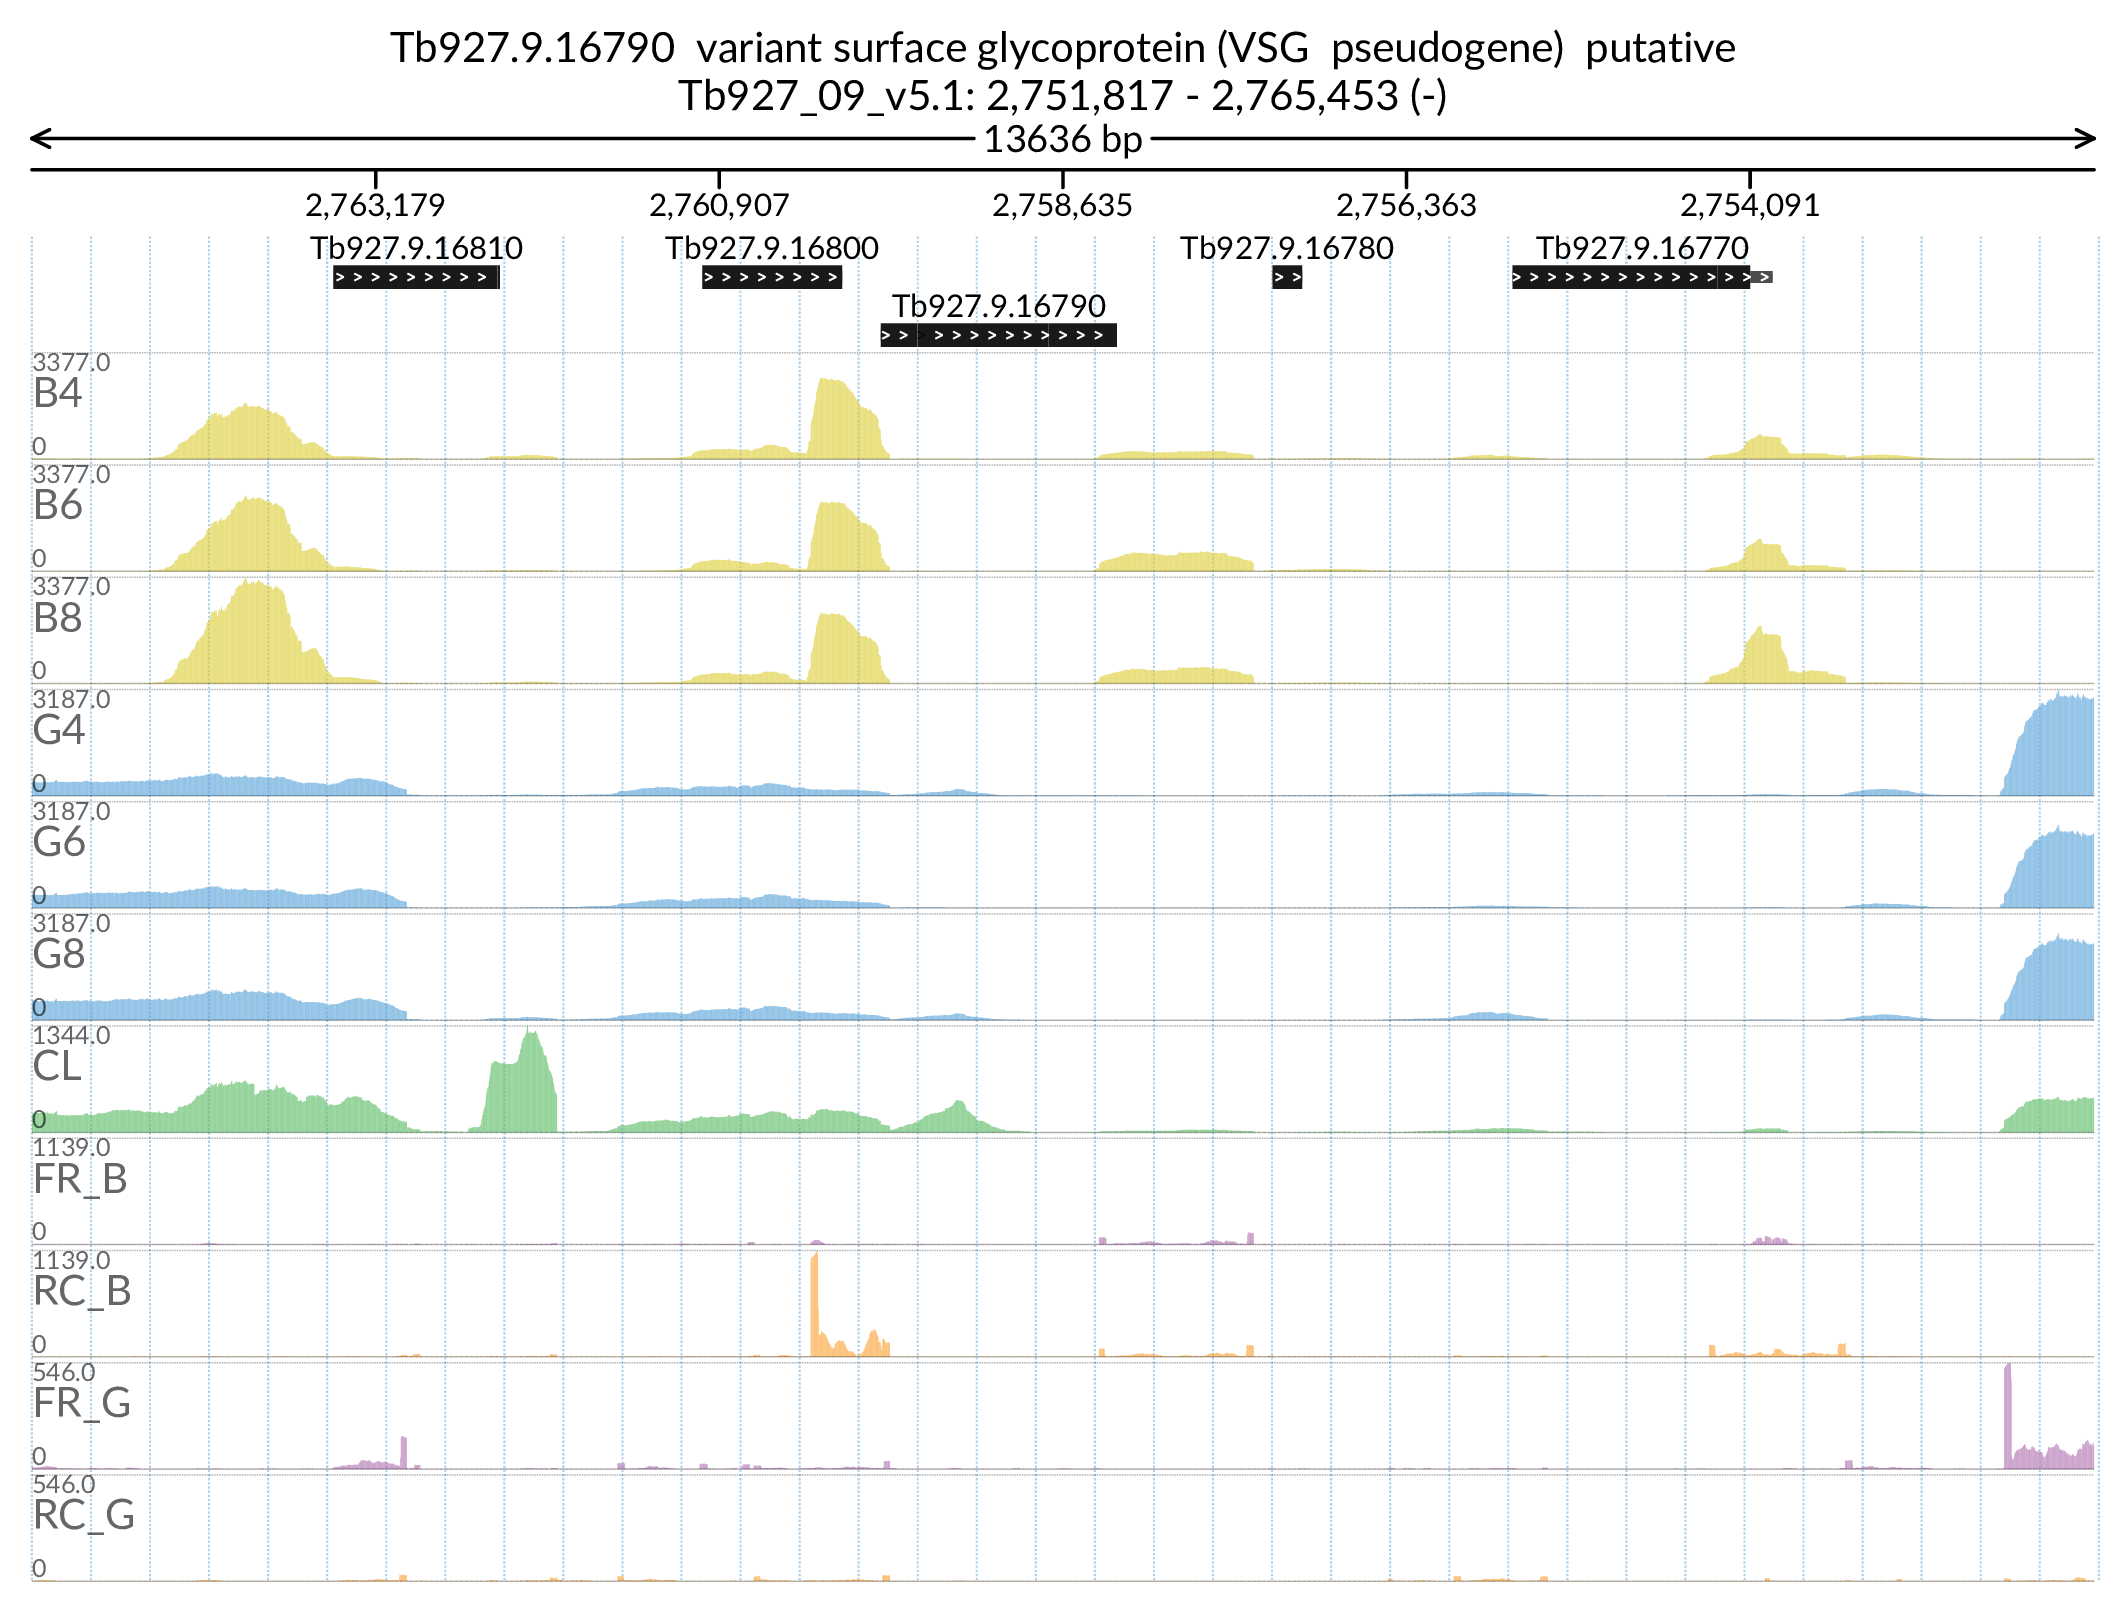 Tb927.9.16790 variant surface glycoprotein (VSG pseudogene) putative
Tb927_09_v5.1: 2,751,817 - 2,765,453 (-)
13636 bp
2,763,179 2,760,907 2,758,635 2,756,363 2,754,091
Tb927.9.16810 Tb927.9.16800 Tb927.9.16780 Tb927.9.16770
Tb927.9.16790
3377.0
B4
0
3377.0
B6
0
3377.0
B8
0
3187.0
G4
0
3187.0
G6
0
3187.0
G8
0
1344.0
CL
0
1139.0
FR_B
0
1139.0
RC_B
0
546.0
FR_G
0
546.0
RC_G
0